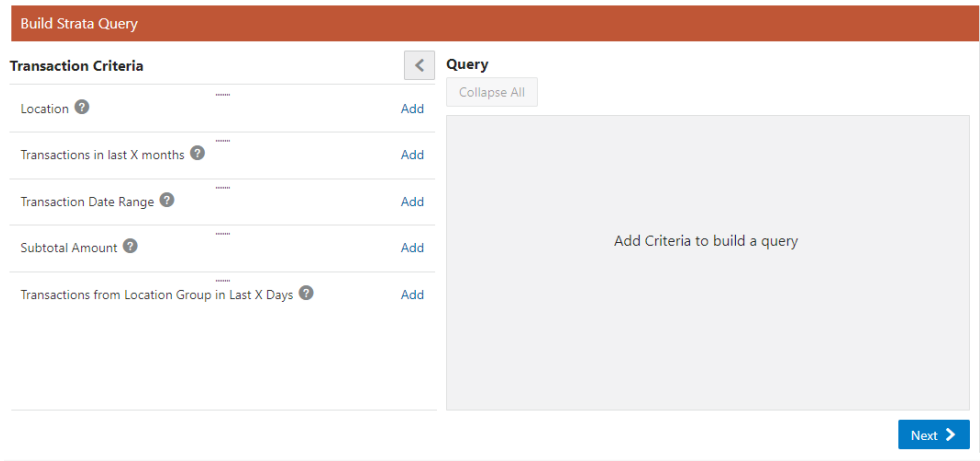 Build Strata Query
Transaction Criteria
Location ? Add
Transactions in last X months ? Add
Transaction Date Range ? Add
Subtotal Amount ? Add
Transactions from Location Group in Last X Days ? Add
Query
Collapse All
Add Criteria to build a query
Next